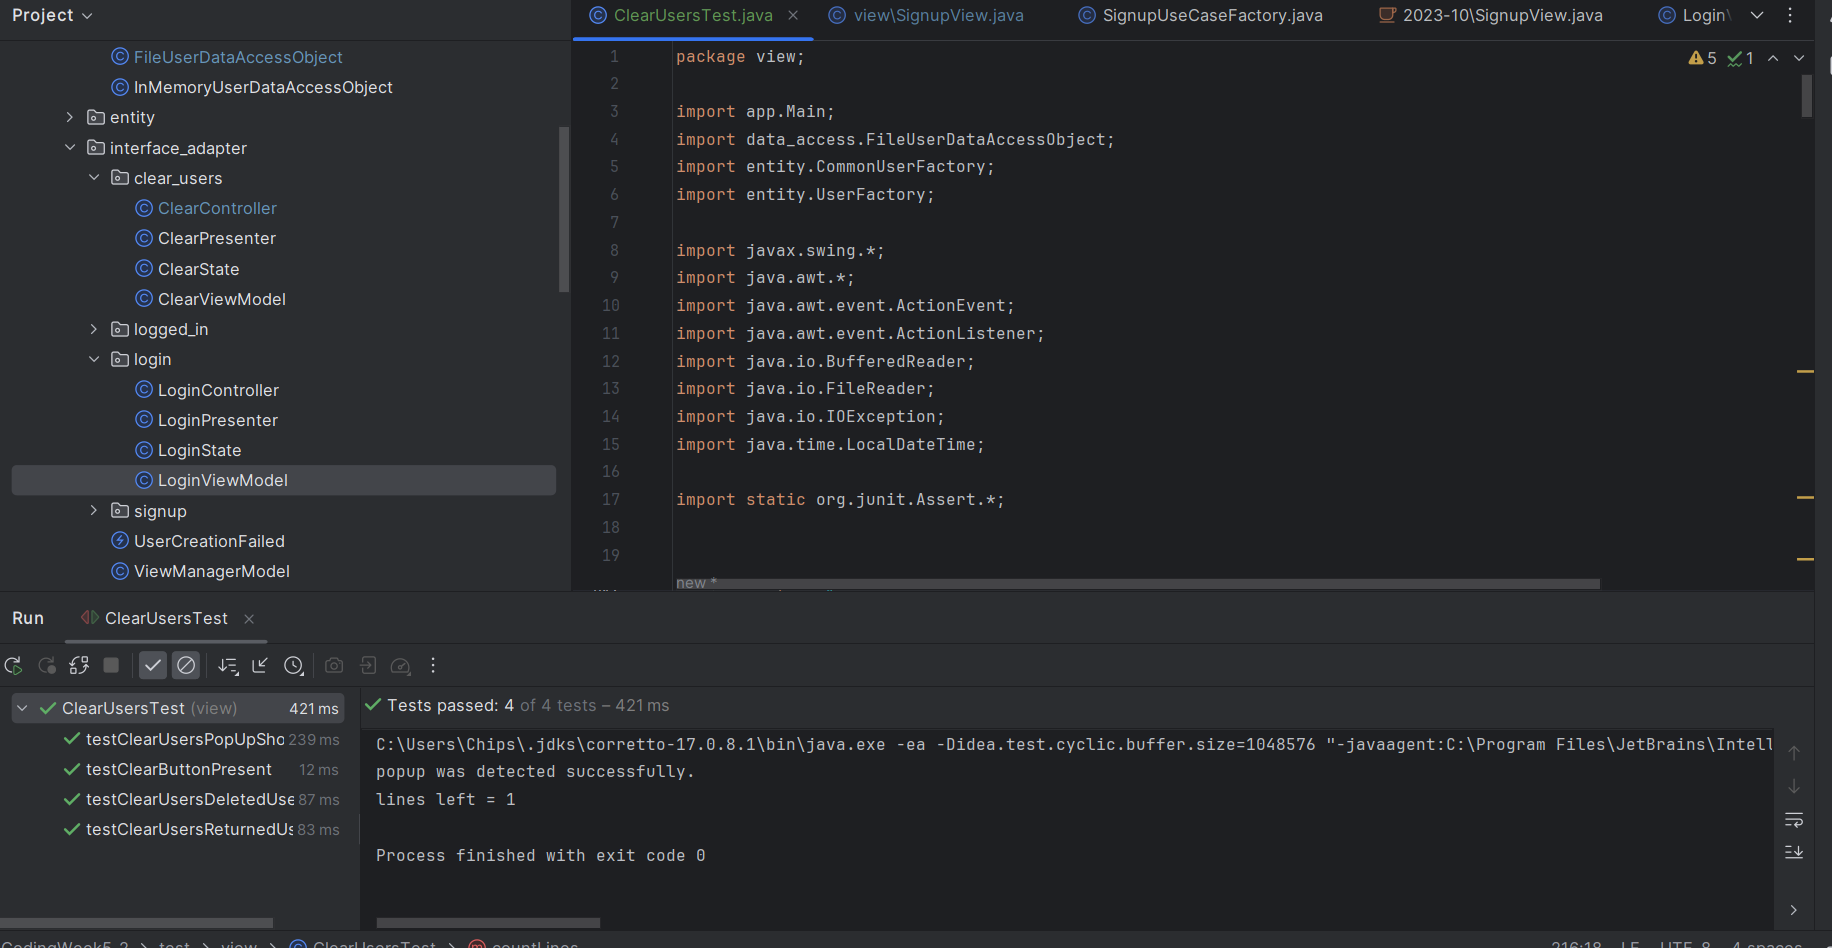 Project
ClearUsersTest.java
view\SignupView.java
SignupUseCaseFactory.java
2023-10\SignupView.java
Login\
FileUserDataAccessObject
InMemoryUserDataAccessObject
entity
interface_adapter
clear_users
ClearController
ClearPresenter
ClearState
ClearViewModel
logged_in
login
LoginController
LoginPresenter
LoginState
LoginViewModel
signup
UserCreationFailed
ViewManagerModel
5 1
1 package view;
2
3 import app.Main;
4 import data_access.FileUserDataAccessObject;
5 import entity.CommonUserFactory;
6 import entity.UserFactory;
7
8 import javax.swing.*;
9 import java.awt.*;
10 import java.awt.event.ActionEvent;
11 import java.awt.event.ActionListener;
12 import java.io.BufferedReader;
13 import java.io.FileReader;
14 import java.io.IOException;
15 import java.time.LocalDateTime;
16
17 import static org.junit.Assert.*;
18
19
new *
Run
ClearUsersTest
ClearUsersTest (view) 421 ms
testClearUsersPopUpSho 239 ms
testClearButtonPresent 12 ms
testClearUsersDeletedUse 87 ms
testClearUsersReturnedUs 83 ms
Tests passed: 4 of 4 tests – 421 ms
C:\Users\Chips\.jdks\corretto-17.0.8.1\bin\java.exe -ea -Didea.test.cyclic.buffer.size=1048576 "-javaagent:C:\Program Files\JetBrains\Intell
popup was detected successfully.
lines left = 1
Process finished with exit code 0
CodingWeek5-2 > test > view > ClearUsersTest > countLines
216:18 LF UTF-8 4 spaces